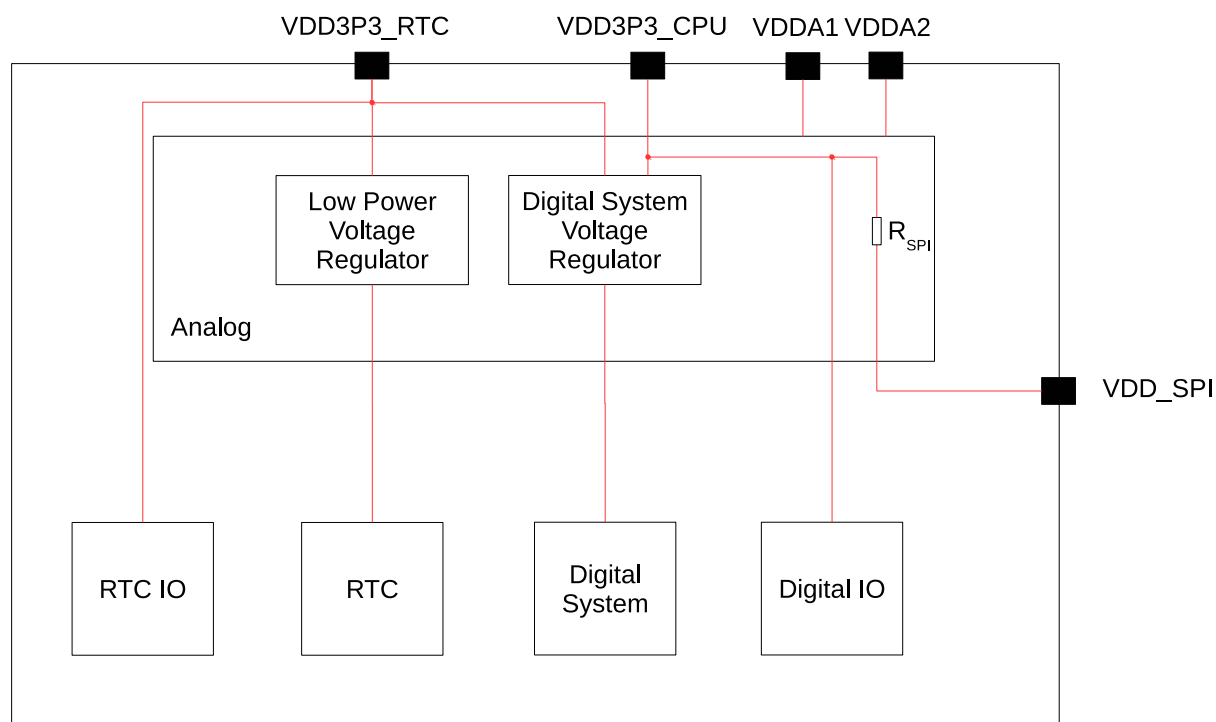 VDD3P3_RTC
VDD3P3_CPU
VDDA1
VDDA2
Low Power
Voltage
Regulator
Digital System
Voltage
Regulator
RSPI
Analog
VDD_SPI
RTC IO
RTC
Digital
System
Digital IO